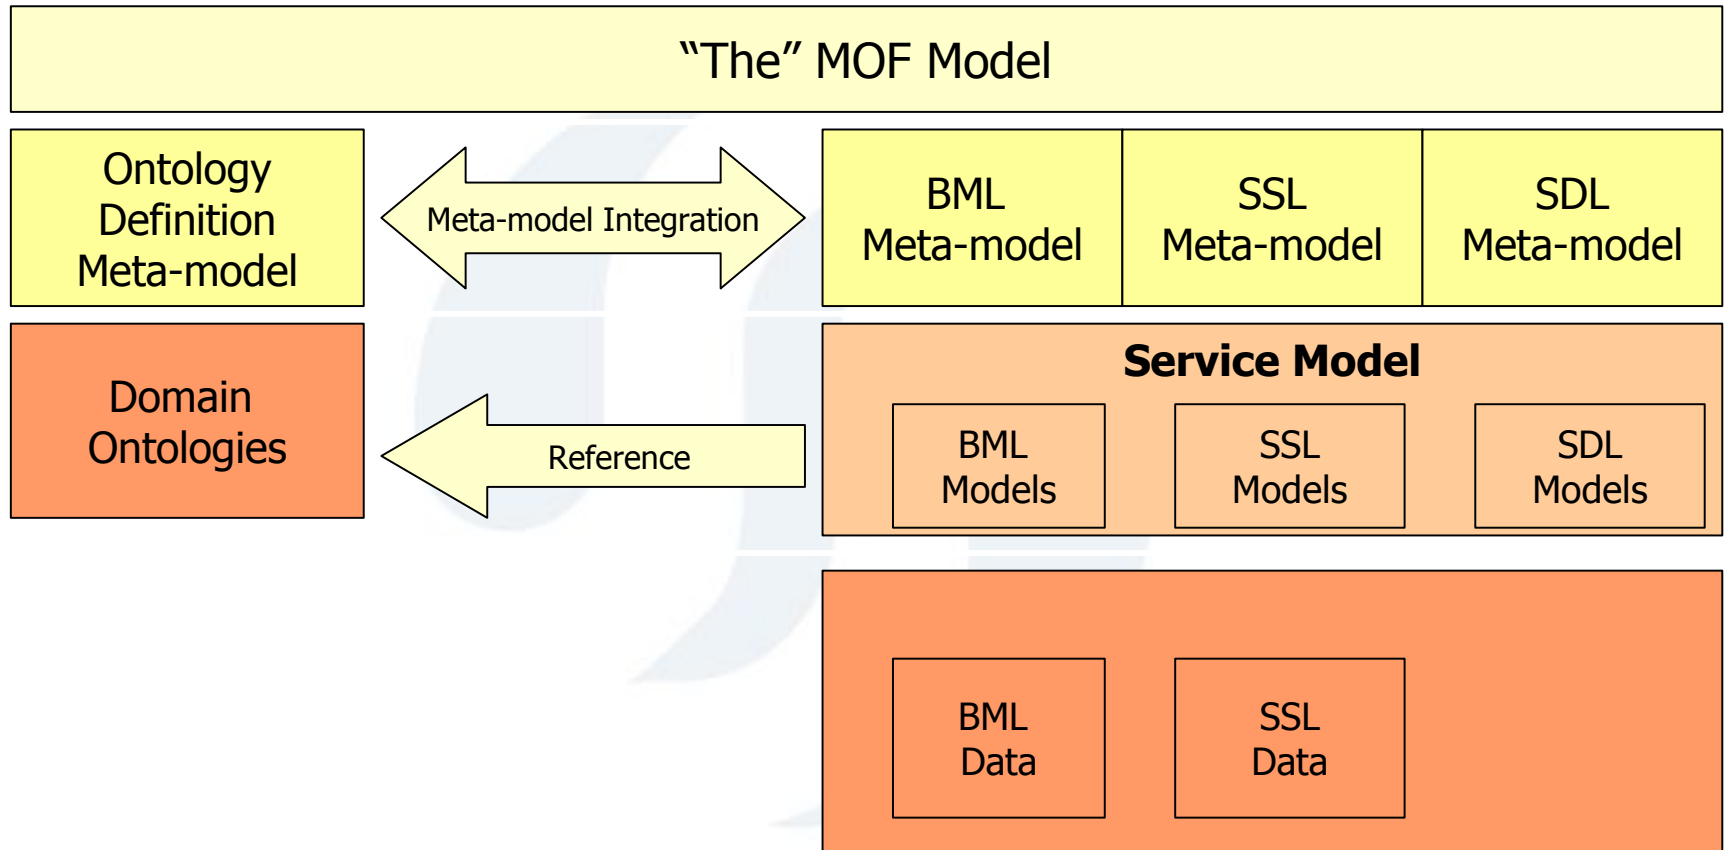 “The” MOF Model
Ontology
Definition
Meta-model
Meta-model Integration
BML
Meta-model
SSL
Meta-model
SDL
Meta-model
Domain
Ontologies
Reference
Service Model
BML
Models
SSL
Models
SDL
Models
BML
Data
SSL
Data